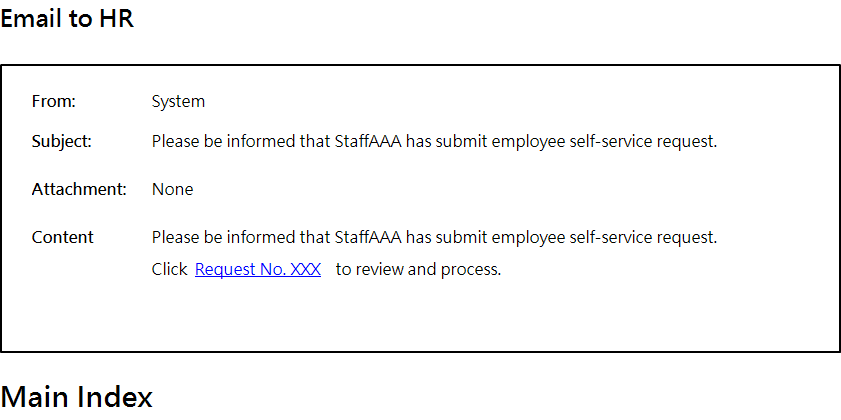 Email to HR
From: System
Subject: Please be informed that StaffAAA has submit employee self-service request.
Attachment: None
Content Please be informed that StaffAAA has submit employee self-service request.
Click Request No. XXX to review and process.
Main Index